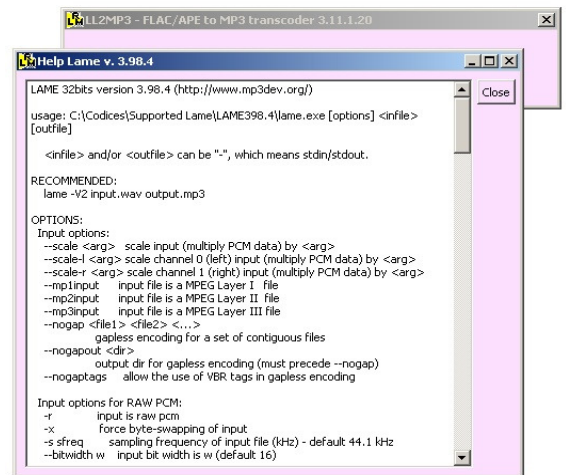 LL2MP3 - FLAC/APE to MP3 transcoder 3.11.1.20
Help Lame v. 3.98.4
Close
LAME 32bits version 3.98.4 (http://www.mp3dev.org/)
usage: C:\Codices\Supported Lame\LAME398.4\lame.exe [options] <infile>
[outfile]
<infile> and/or <outfile> can be "-", which means stdin/stdout.
RECOMMENDED:
lame -V2 input.wav output.mp3
OPTIONS:
Input options:
--scale <arg> scale input (multiply PCM data) by <arg>
--scale-l <arg> scale channel 0 (left) input (multiply PCM data) by <arg>
--scale-r <arg> scale channel 1 (right) input (multiply PCM data) by <arg>
--mp1input input file is a MPEG Layer I file
--mp2input input file is a MPEG Layer II file
--mp3input input file is a MPEG Layer III file
--nogap <file1> <file2> <...>
gapless encoding for a set of contiguous files
--nogapout <dir>
output dir for gapless encoding (must precede --nogap)
--nogaptags allow the use of VBR tags in gapless encoding
Input options for RAW PCM:
-r input is raw pcm
-x force byte-swapping of input
-s sfreq sampling frequency of input file (kHz) - default 44.1 kHz
--bitwidth w input bit width is w (default 16)